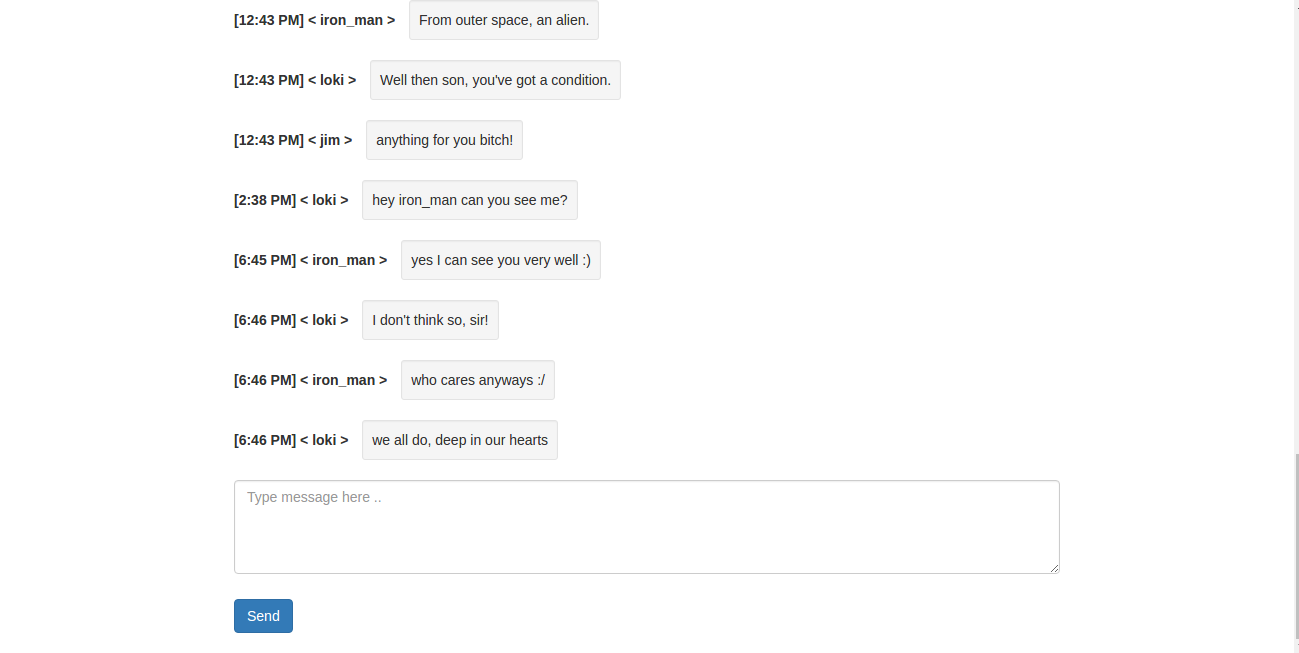 [12:43 PM] < iron_man > From outer space, an alien.
[12:43 PM] < loki > Well then son, you've got a condition.
[12:43 PM] < jim > anything for you bitch!
[2:38 PM] < loki > hey iron_man can you see me?
[6:45 PM] < iron_man > yes I can see you very well :)
[6:46 PM] < loki > I don't think so, sir!
[6:46 PM] < iron_man > who cares anyways :/
[6:46 PM] < loki > we all do, deep in our hearts
Type message here ..
Send